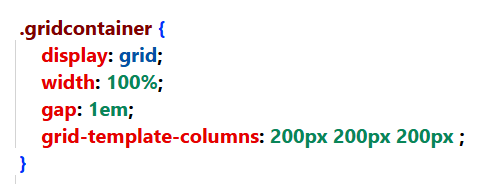 .gridcontainer {
display: grid;
width: 100%;
gap: 1em;
grid-template-columns: 200px 200px 200px ;
}